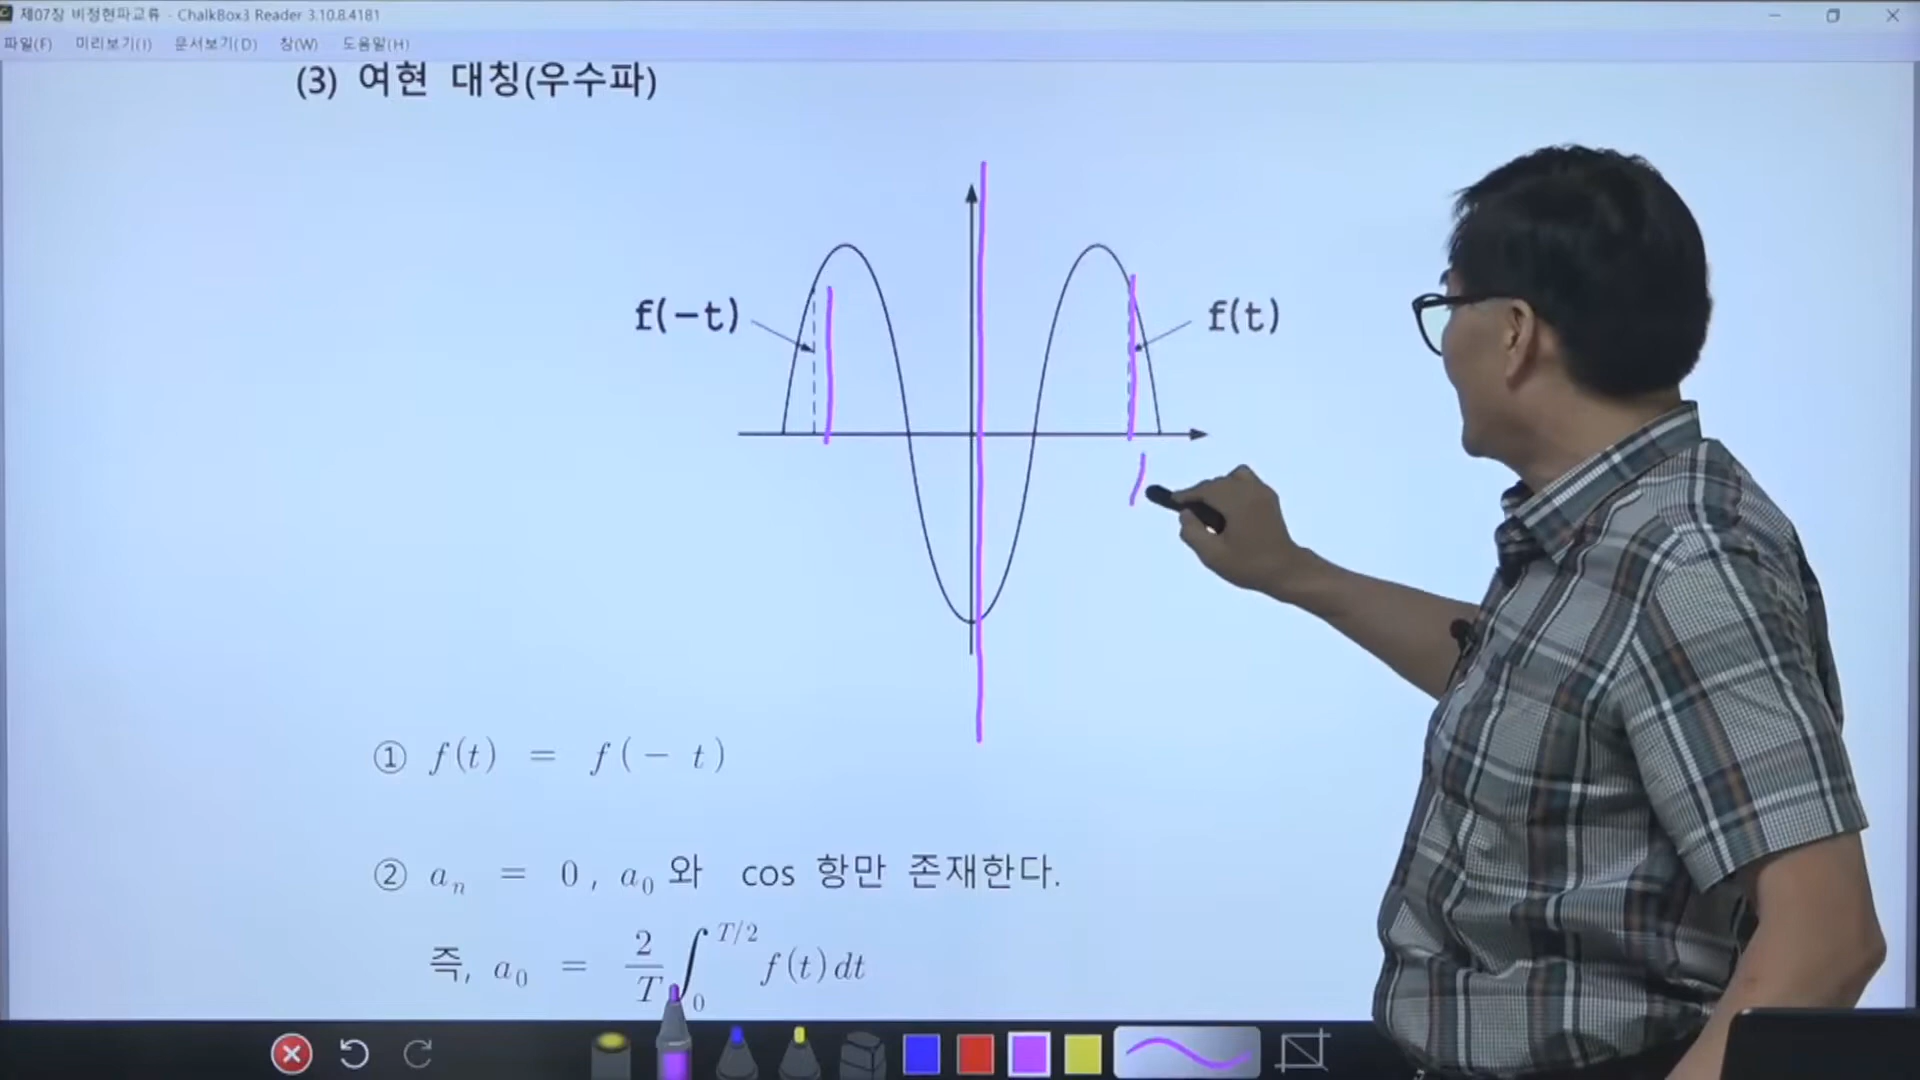 제07장 비정현파교류 - ChalkBox3 Reader 3.10.8.4181
파일(F) 미리보기(I) 문서보기(D) 창(W) 도움말(H)
(3) 여현 대칭(우수파)
f(-t)
f(t)
① f(t) = f(- t)
② aₙ = 0, a₀ 와 cos 항만 존재한다.
즉, a₀ = 2/T ∫₀^{T/2} f(t)dt